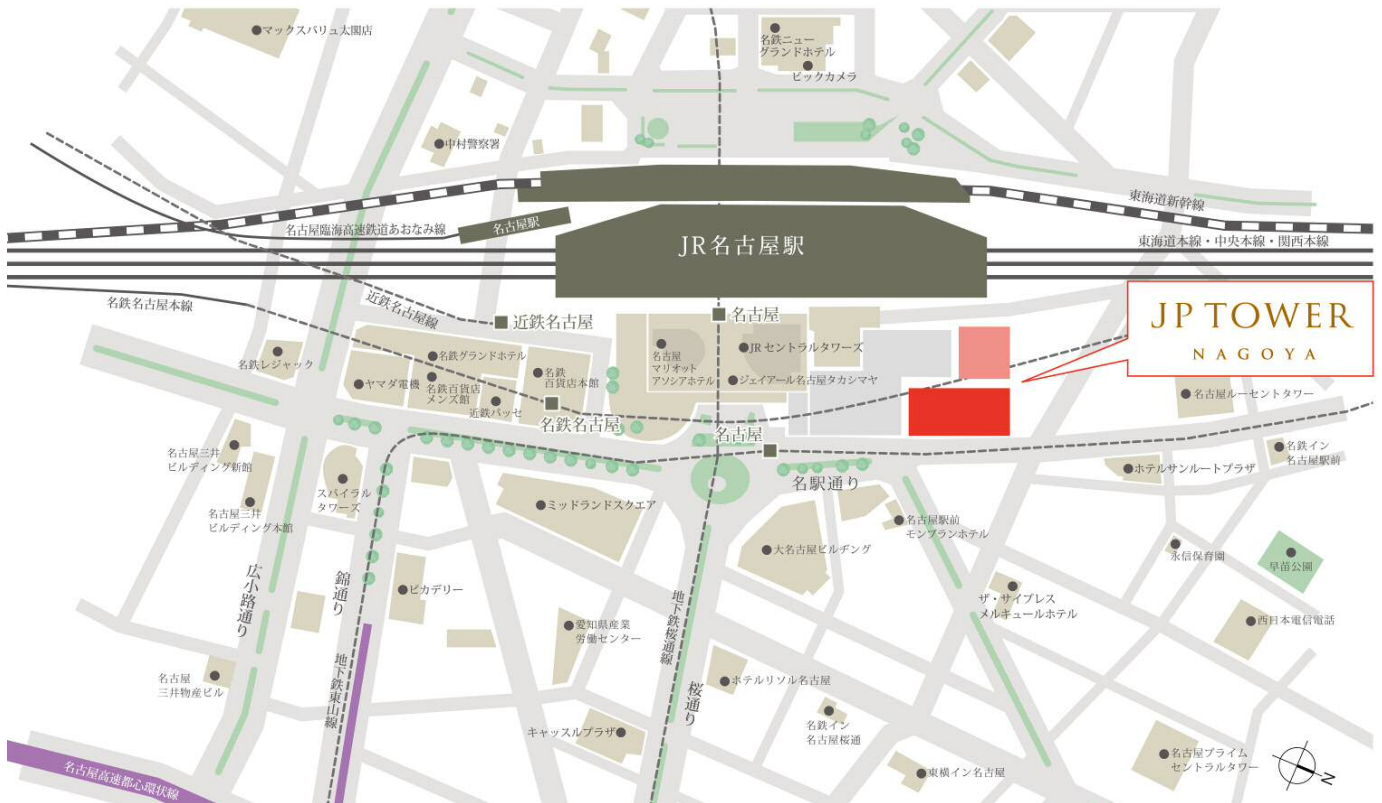 マックスバリュ太閤店
名鉄ニュー
グランドホテル
ビックカメラ
中村警察署
東海道新幹線
名古屋臨海高速鉄道あおなみ線
名古屋駅
JR名古屋駅
東海道本線・中央本線・関西本線
名鉄名古屋本線
近鉄名古屋線
近鉄名古屋
名古屋
JP TOWER
NAGOYA
名鉄レジャック
名鉄グランドホテル
ヤマダ電機
名鉄百貨店
メンズ館
近鉄パッセ
名鉄
百貨店本館
名古屋
マリオット
アソシアホテル
JRセントラルタワーズ
ジェイアール名古屋タカシマヤ
名古屋ルーセントタワー
名鉄名古屋
名古屋
名古屋三井
ビルディング新館
スパイラル
タワーズ
名古屋三井
ビルディング本館
ミッドランドスクエア
名駅通り
ホテルサンルートプラザ
名鉄イン
名古屋駅前
名古屋駅前
モンブランホテル
大名古屋ビルヂング
永信保育園
早苗公園
広小路通り
錦通り
ピカデリー
地下鉄桜通線
ザ・サイプレス
メルキュールホテル
愛知県産業
労働センター
西日本電信電話
地下鉄東山線
名古屋
三井物産ビル
ホテルリソル名古屋
桜通り
キャッスルプラザ
名鉄イン
名古屋桜通
東横イン名古屋
名古屋プライム
セントラルタワー
名古屋高速都心環状線
N